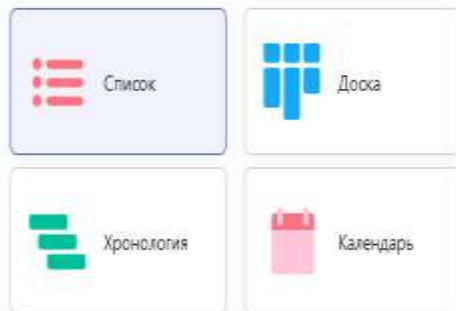 Список
Доска
Хронология
Календарь